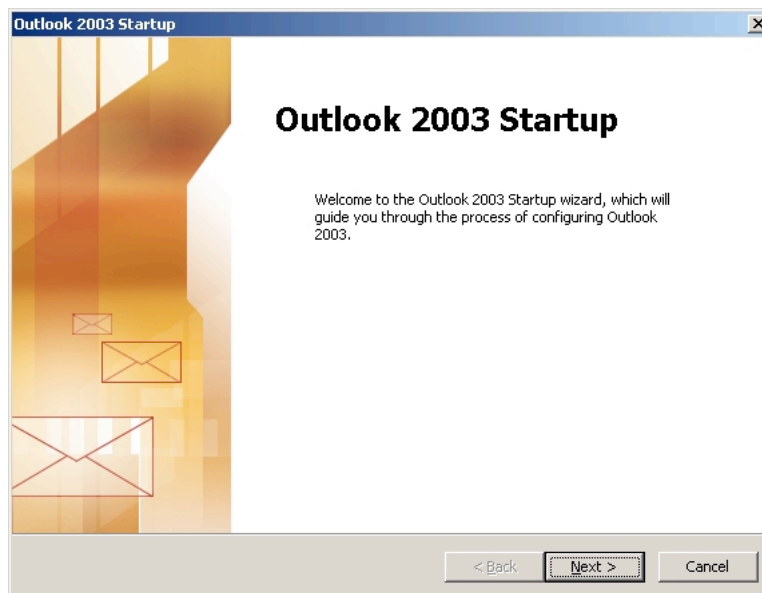 Outlook 2003 Startup
Outlook 2003 Startup
Welcome to the Outlook 2003 Startup wizard, which will
guide you through the process of configuring Outlook
2003.
< Back
Next >
Cancel